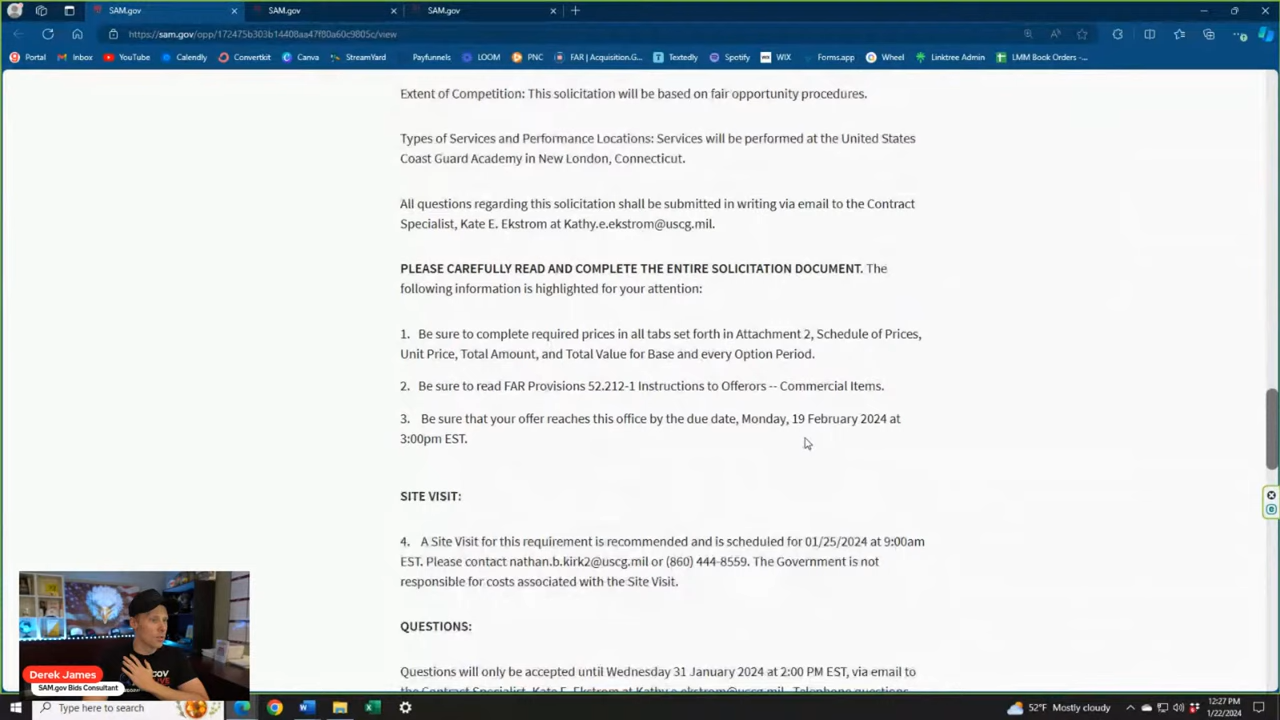 SAM.gov
SAM.gov
SAM.gov
https://sam.gov/opp/172475b303b14408aa47f80a60c9805c/view
Portal Inbox YouTube Calendly Convertkit Canva StreamYard Payfunnels LOOM PNC FAR | Acquisition.G... Textedly Spotify WIX Forms.app Wheel Linktree Admin LMM Book Orders -...
Extent of Competition: This solicitation will be based on fair opportunity procedures.
Types of Services and Performance Locations: Services will be performed at the United States
Coast Guard Academy in New London, Connecticut.
All questions regarding this solicitation shall be submitted in writing via email to the Contract
Specialist, Kate E. Ekstrom at Kathy.e.ekstrom@uscg.mil.
PLEASE CAREFULLY READ AND COMPLETE THE ENTIRE SOLICITATION DOCUMENT. The
following information is highlighted for your attention:
1. Be sure to complete required prices in all tabs set forth in Attachment 2, Schedule of Prices,
Unit Price, Total Amount, and Total Value for Base and every Option Period.
2. Be sure to read FAR Provisions 52.212-1 Instructions to Offerors -- Commercial Items.
3. Be sure that your offer reaches this office by the due date, Monday, 19 February 2024 at
3:00pm EST.
SITE VISIT:
4. A Site Visit for this requirement is recommended and is scheduled for 01/25/2024 at 9:00am
EST. Please contact nathan.b.kirk2@uscg.mil or (860) 444-8559. The Government is not
responsible for costs associated with the Site Visit.
QUESTIONS:
Questions will only be accepted until Wednesday 31 January 2024 at 2:00 PM EST, via email to
the Contract Specialist, Kate E. Ekstrom at Kathy.e.ekstrom@uscg.mil. Telephone questions
Derek James
SAM.gov Bids Consultant
Type here to search
52°F Mostly cloudy
12:27 PM
1/22/2024